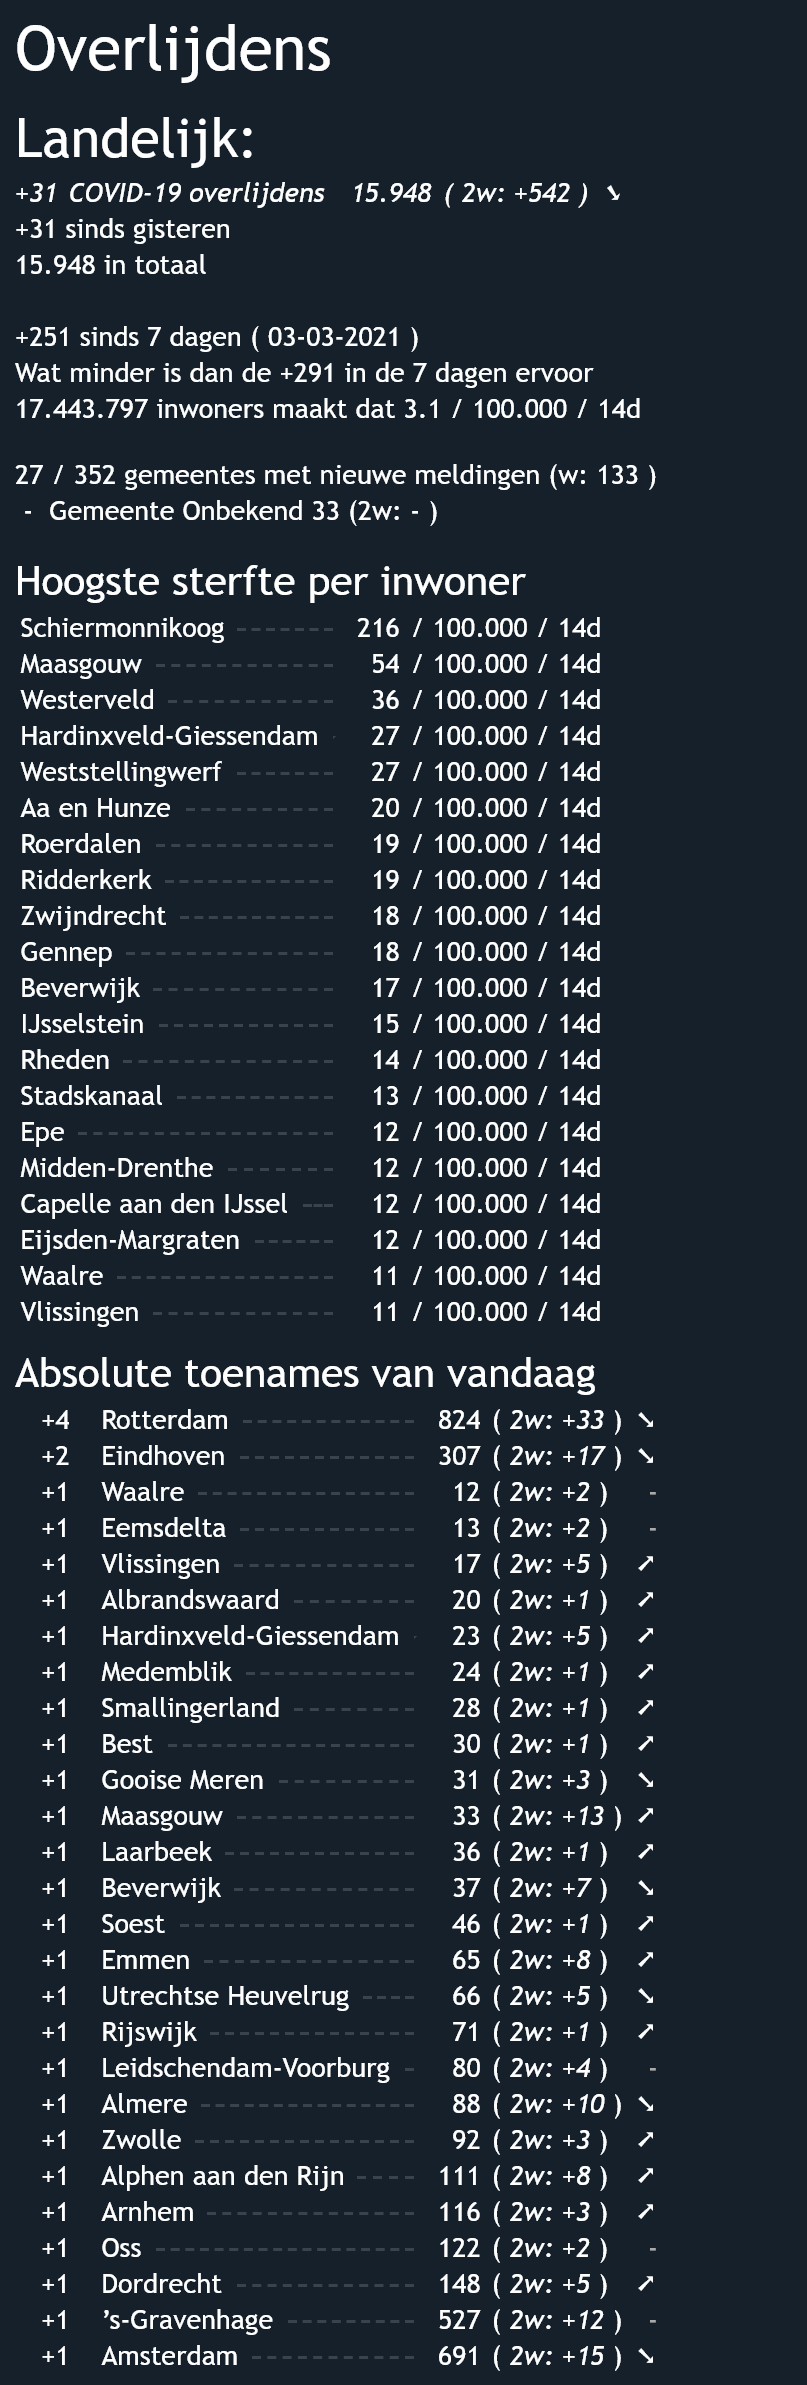 Overlijdens
Landelijk:
+31 COVID-19 overlijdens 15.948 ( 2w: +542 ) ➘
+31 sinds gisteren
15.948 in totaal
+251 sinds 7 dagen ( 03-03-2021 )
Wat minder is dan de +291 in de 7 dagen ervoor
17.443.797 inwoners maakt dat 3.1 / 100.000 / 14d
27 / 352 gemeentes met nieuwe meldingen (w: 133 )
- Gemeente Onbekend 33 (2w: - )
Hoogste sterfte per inwoner
Schiermonnikoog ------- 216 / 100.000 / 14d
Maasgouw ------------ 54 / 100.000 / 14d
Westerveld ----------- 36 / 100.000 / 14d
Hardinxveld-Giessendam - 27 / 100.000 / 14d
Weststellingwerf ------- 27 / 100.000 / 14d
Aa en Hunze ---------- 20 / 100.000 / 14d
Roerdalen ------------ 19 / 100.000 / 14d
Ridderkerk ----------- 19 / 100.000 / 14d
Zwijndrecht ---------- 18 / 100.000 / 14d
Gennep -------------- 18 / 100.000 / 14d
Beverwijk ------------ 17 / 100.000 / 14d
IJsselstein ------------ 15 / 100.000 / 14d
Rheden -------------- 14 / 100.000 / 14d
Stadskanaal ----------- 13 / 100.000 / 14d
Epe ----------------- 12 / 100.000 / 14d
Midden-Drenthe ------- 12 / 100.000 / 14d
Capelle aan den IJssel --- 12 / 100.000 / 14d
Eijsden-Margraten ------ 12 / 100.000 / 14d
Waalre --------------- 11 / 100.000 / 14d
Vlissingen ------------ 11 / 100.000 / 14d
Absolute toenames van vandaag
+4 Rotterdam ------------ 824 ( 2w: +33 ) ➘
+2 Eindhoven ------------ 307 ( 2w: +17 ) ➘
+1 Waalre --------------- 12 ( 2w: +2 ) -
+1 Eemsdelta ------------ 13 ( 2w: +2 ) -
+1 Vlissingen ------------ 17 ( 2w: +5 ) ➚
+1 Albrandswaard -------- 20 ( 2w: +1 ) ➚
+1 Hardinxveld-Giessendam - 23 ( 2w: +5 ) ➚
+1 Medemblik ------------ 24 ( 2w: +1 ) ➚
+1 Smallingerland -------- 28 ( 2w: +1 ) ➚
+1 Best ----------------- 30 ( 2w: +1 ) ➚
+1 Gooise Meren --------- 31 ( 2w: +3 ) ➘
+1 Maasgouw ------------ 33 ( 2w: +13 ) ➚
+1 Laarbeek ------------- 36 ( 2w: +1 ) ➚
+1 Beverwijk ------------ 37 ( 2w: +7 ) ➘
+1 Soest ---------------- 46 ( 2w: +1 ) ➚
+1 Emmen -------------- 65 ( 2w: +8 ) ➚
+1 Utrechtse Heuvelrug ---- 66 ( 2w: +5 ) ➘
+1 Rijswijk -------------- 71 ( 2w: +1 ) ➚
+1 Leidschendam-Voorburg - 80 ( 2w: +4 ) -
+1 Almere --------------- 88 ( 2w: +10 ) ➘
+1 Zwolle --------------- 92 ( 2w: +3 ) ➚
+1 Alphen aan den Rijn ---- 111 ( 2w: +8 ) ➚
+1 Arnhem -------------- 116 ( 2w: +3 ) ➚
+1 Oss ------------------ 122 ( 2w: +2 ) -
+1 Dordrecht ------------ 148 ( 2w: +5 ) ➚
+1 ’s-Gravenhage --------- 527 ( 2w: +12 ) -
+1 Amsterdam ----------- 691 ( 2w: +15 ) ➘